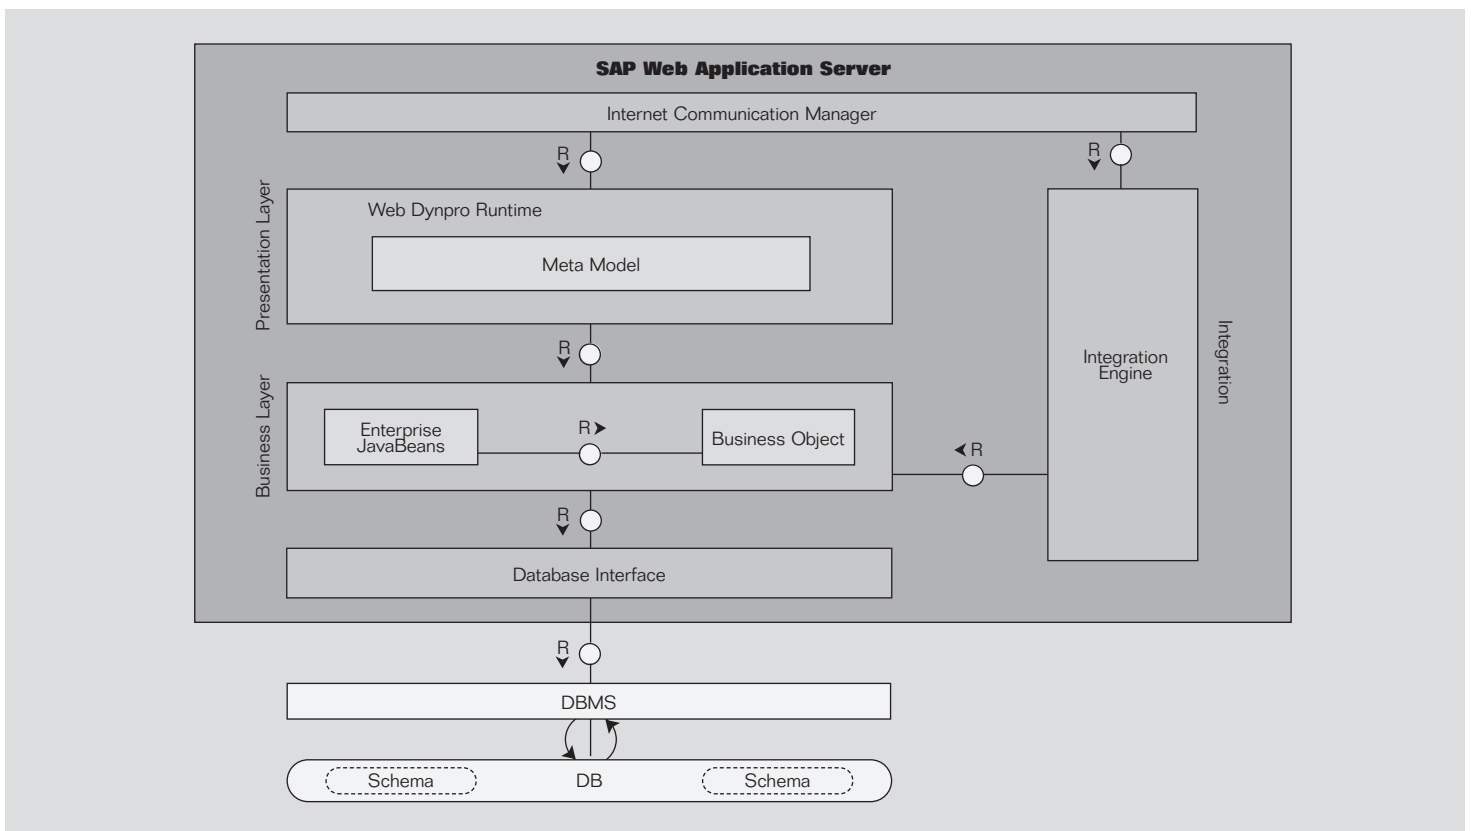 SAP Web Application Server
Internet Communication Manager
R
R
Presentation Layer
Web Dynpro Runtime
Meta Model
R
Integration
Engine
Integration
Business Layer
Enterprise
JavaBeans
R
Business Object
R
R
Database Interface
R
DBMS
Schema
DB
Schema